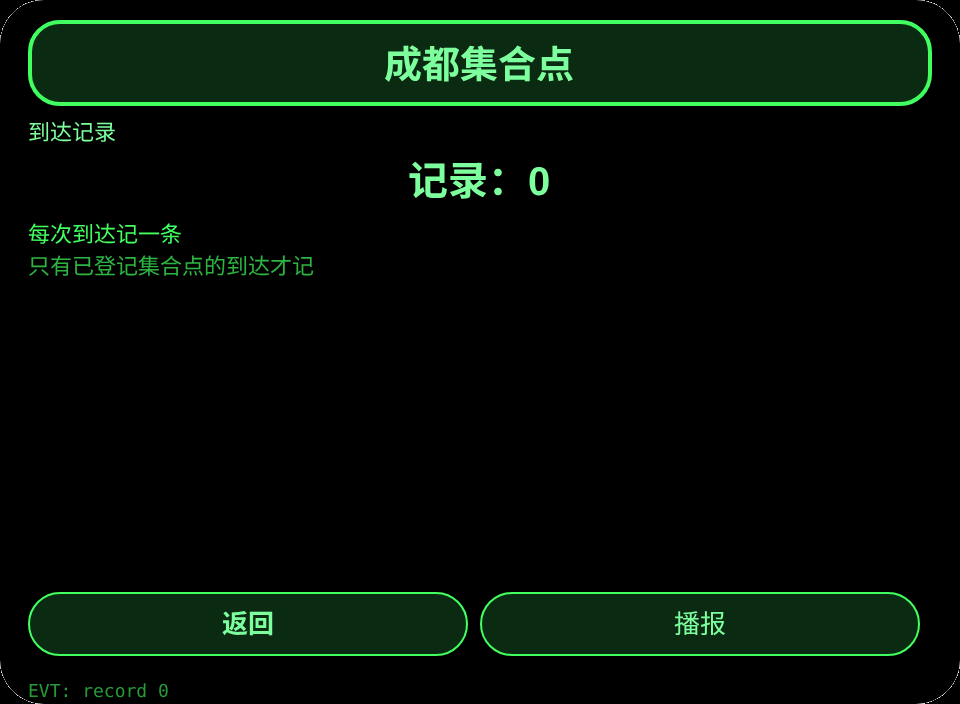 成都集合点
到达记录
记录：0
每次到达记一条
只有已登记集合点的到达才记
返回
播报
EVT: record 0